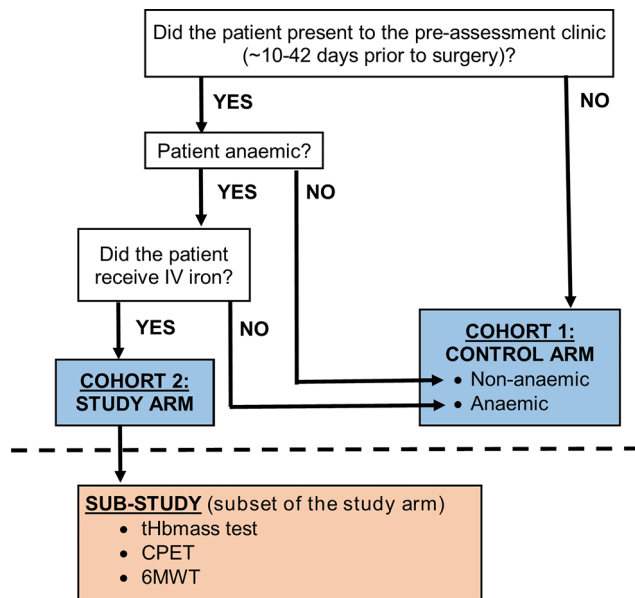 Did the patient present to the pre-assessment clinic
(~10-42 days prior to surgery)?
YES
NO
Patient anaemic?
YES
NO
Did the patient
receive IV iron?
YES
NO
COHORT 1:
CONTROL ARM
• Non-anaemic
• Anaemic
COHORT 2:
STUDY ARM
SUB-STUDY (subset of the study arm)
• tHbmass test
• CPET
• 6MWT